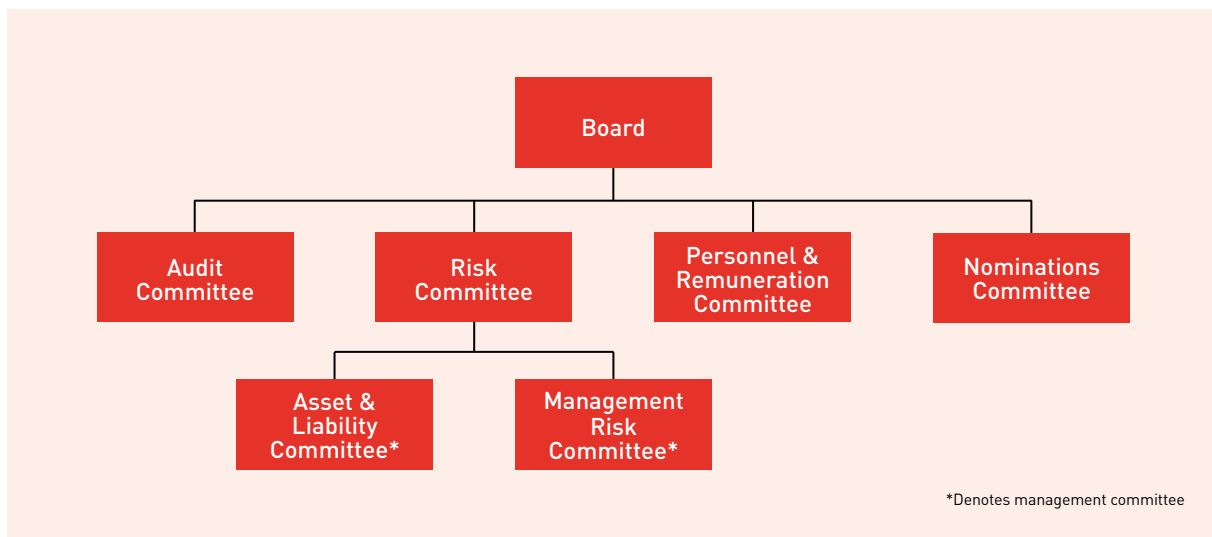 Board
Audit
Committee
Risk
Committee
Personnel &
Remuneration
Committee
Nominations
Committee
Asset &
Liability
Committee*
Management
Risk
Committee*
*Denotes management committee